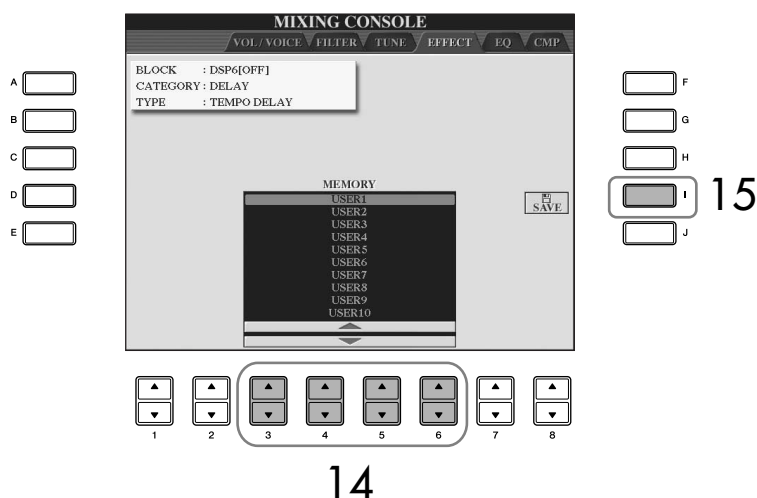 MIXING CONSOLE
VOL / VOICE FILTER TUNE EFFECT EQ CMP
BLOCK : DSP6[OFF]
CATEGORY : DELAY
TYPE : TEMPO DELAY
A
B
C
D
E
F
G
H
I
J
15
MEMORY
USER1
USER2
USER3
USER4
USER5
USER6
USER7
USER8
USER9
USER10
SAVE
1 2 3 4 5 6 7 8
14